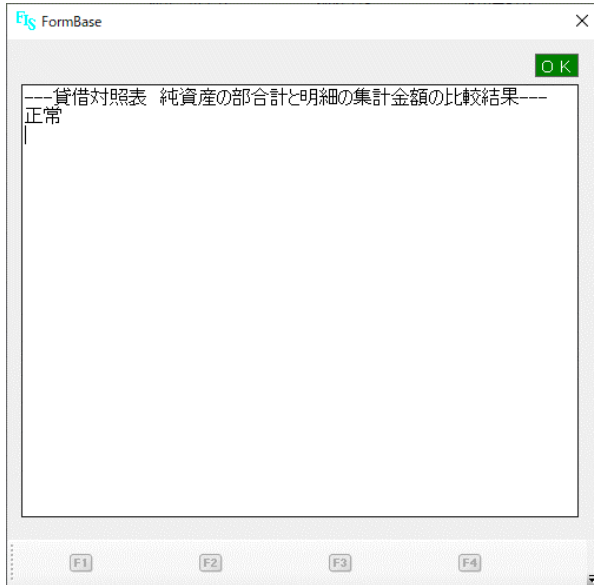 FIS FormBase
OK
---貸借対照表 純資産の部合計と明細の集計金額の比較結果---
正常
F1 F2 F3 F4